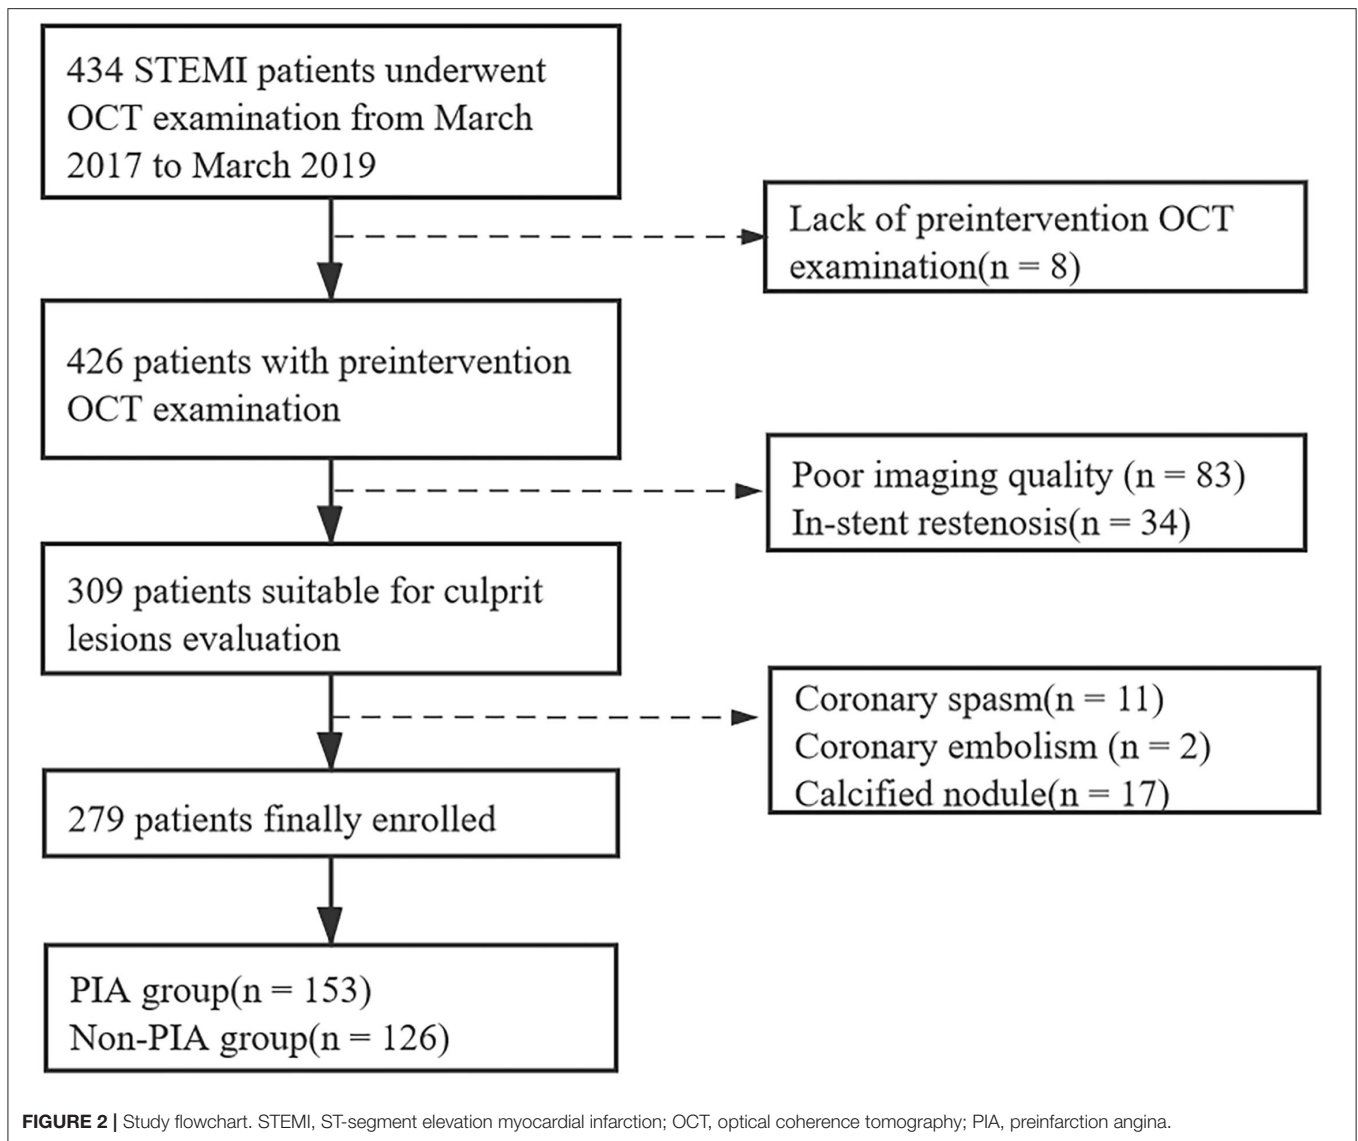 434 STEMI patients underwent
OCT examination from March
2017 to March 2019
Lack of preintervention OCT
examination(n = 8)
426 patients with preintervention
OCT examination
Poor imaging quality (n = 83)
In-stent restenosis(n = 34)
309 patients suitable for culprit
lesions evaluation
Coronary spasm(n = 11)
Coronary embolism (n = 2)
Calcified nodule(n = 17)
279 patients finally enrolled
PIA group(n = 153)
Non-PIA group(n = 126)
FIGURE 2 | Study flowchart. STEMI, ST-segment elevation myocardial infarction; OCT, optical coherence tomography; PIA, preinfarction angina.